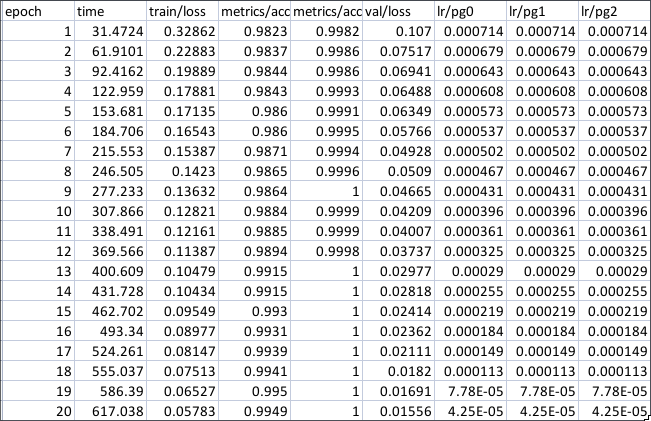 epoch time train/loss metrics/acc metrics/acc val/loss lr/pg0 lr/pg1 lr/pg2
1 31.4724 0.32862 0.9823 0.9982 0.107 0.000714 0.000714 0.000714
2 61.9101 0.22883 0.9837 0.9986 0.07517 0.000679 0.000679 0.000679
3 92.4162 0.19889 0.9844 0.9986 0.06941 0.000643 0.000643 0.000643
4 122.959 0.17881 0.9843 0.9993 0.06488 0.000608 0.000608 0.000608
5 153.681 0.17135 0.986 0.9991 0.06349 0.000573 0.000573 0.000573
6 184.706 0.16543 0.986 0.9995 0.05766 0.000537 0.000537 0.000537
7 215.553 0.15387 0.9871 0.9994 0.04928 0.000502 0.000502 0.000502
8 246.505 0.1423 0.9865 0.9996 0.0509 0.000467 0.000467 0.000467
9 277.233 0.13632 0.9864 1 0.04665 0.000431 0.000431 0.000431
10 307.866 0.12821 0.9884 0.9999 0.04209 0.000396 0.000396 0.000396
11 338.491 0.12161 0.9885 0.9999 0.04007 0.000361 0.000361 0.000361
12 369.566 0.11387 0.9894 0.9998 0.03737 0.000325 0.000325 0.000325
13 400.609 0.10479 0.9915 1 0.02977 0.00029 0.00029 0.00029
14 431.728 0.10434 0.9915 1 0.02818 0.000255 0.000255 0.000255
15 462.702 0.09549 0.993 1 0.02414 0.000219 0.000219 0.000219
16 493.34 0.08977 0.9931 1 0.02362 0.000184 0.000184 0.000184
17 524.261 0.08147 0.9939 1 0.02111 0.000149 0.000149 0.000149
18 555.037 0.07513 0.9941 1 0.0182 0.000113 0.000113 0.000113
19 586.39 0.06527 0.995 1 0.01691 7.78E-05 7.78E-05 7.78E-05
20 617.038 0.05783 0.9949 1 0.01556 4.25E-05 4.25E-05 4.25E-05